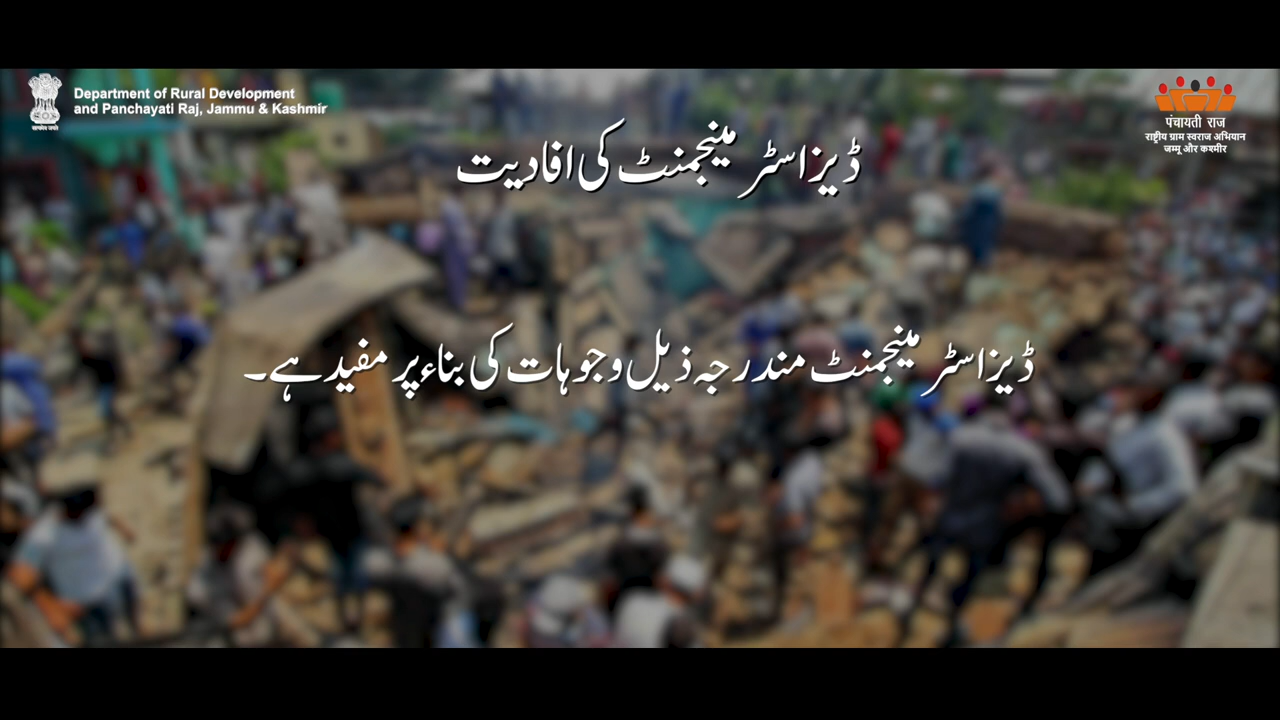 Department of Rural Development
and Panchayati Raj, Jammu & Kashmir
पंचायती राज
राष्ट्रीय ग्राम स्वराज अभियान
जम्मू और कश्मीर
ڈیزاسٹر مینجمنٹ کی افادیت
ڈیزاسٹر مینجمنٹ مندرجہ ذیل وجوہات کی بناء پر مفید ہے۔